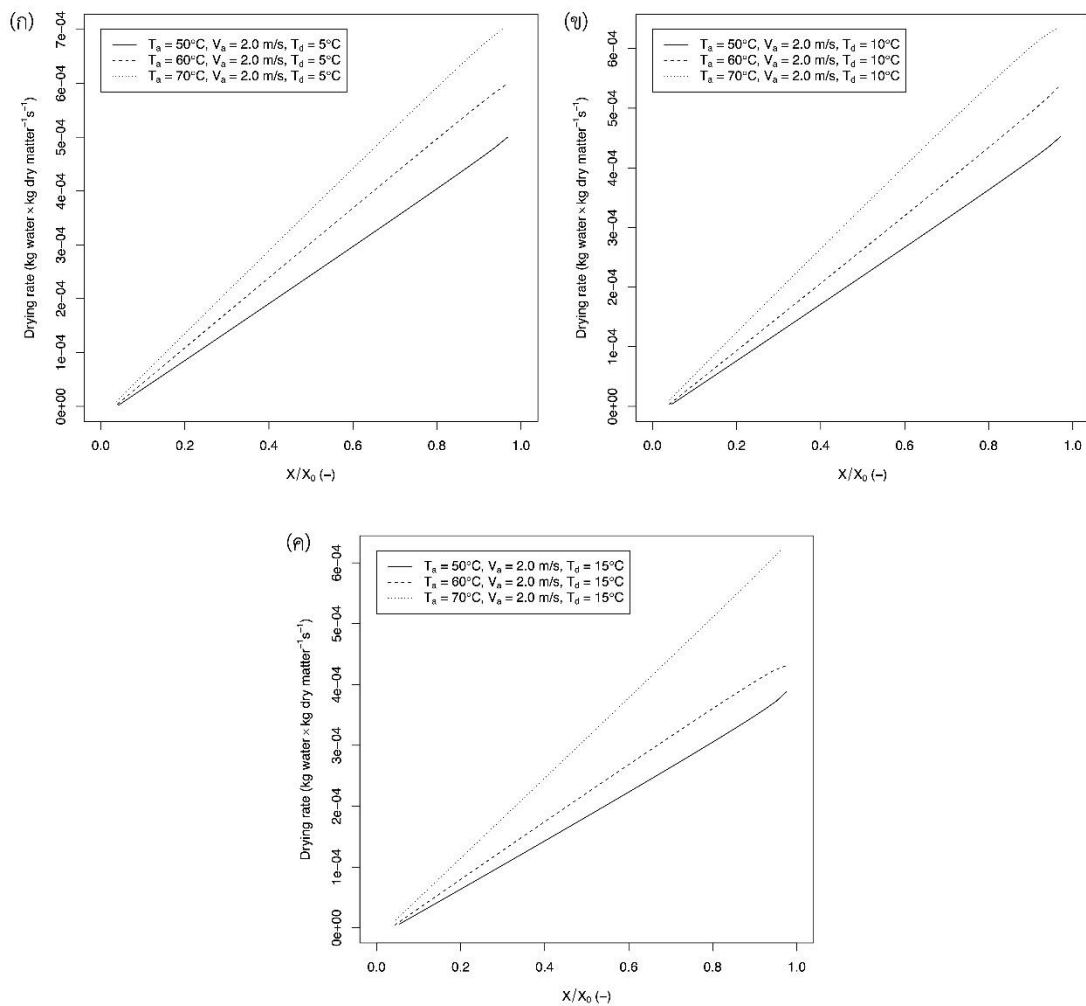 (ก)
Tₐ = 50°C, Vₐ = 2.0 m/s, T_d = 5°C
Tₐ = 60°C, Vₐ = 2.0 m/s, T_d = 5°C
Tₐ = 70°C, Vₐ = 2.0 m/s, T_d = 5°C
Drying rate (kg water × kg dry matter⁻¹s⁻¹)
7e−04
6e−04
5e−04
4e−04
3e−04
2e−04
1e−04
0e+00
0.0 0.2 0.4 0.6 0.8 1.0
X/X₀ (−)
(ข)
Tₐ = 50°C, Vₐ = 2.0 m/s, T_d = 10°C
Tₐ = 60°C, Vₐ = 2.0 m/s, T_d = 10°C
Tₐ = 70°C, Vₐ = 2.0 m/s, T_d = 10°C
Drying rate (kg water × kg dry matter⁻¹s⁻¹)
6e−04
5e−04
4e−04
3e−04
2e−04
1e−04
0e+00
0.0 0.2 0.4 0.6 0.8 1.0
X/X₀ (−)
(ค)
Tₐ = 50°C, Vₐ = 2.0 m/s, T_d = 15°C
Tₐ = 60°C, Vₐ = 2.0 m/s, T_d = 15°C
Tₐ = 70°C, Vₐ = 2.0 m/s, T_d = 15°C
Drying rate (kg water × kg dry matter⁻¹s⁻¹)
6e−04
5e−04
4e−04
3e−04
2e−04
1e−04
0e+00
0.0 0.2 0.4 0.6 0.8 1.0
X/X₀ (−)